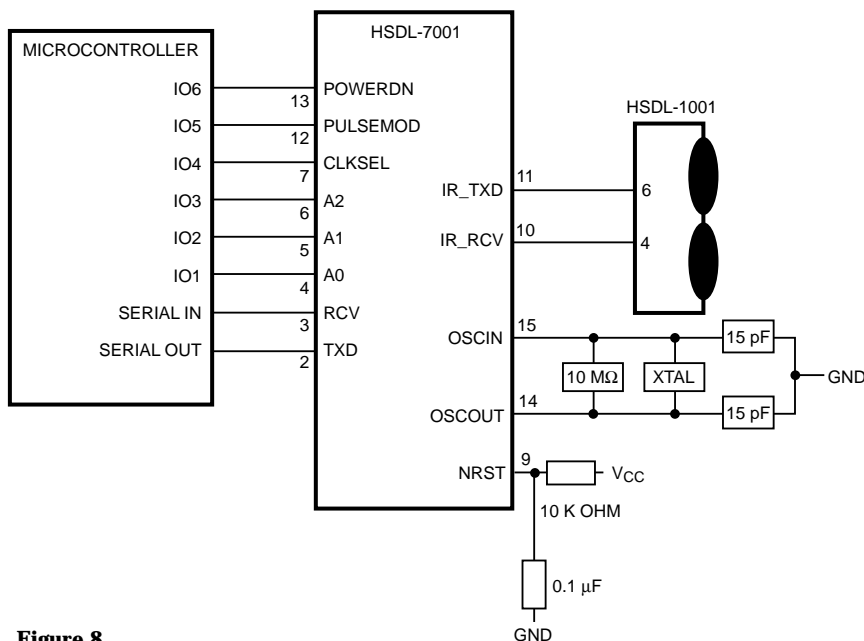 HSDL-7001
MICROCONTROLLER
HSDL-1001
IO6
13
POWERDN
IO5
12
PULSEMOD
IO4
7
CLKSEL
IO3
6
A2
IO2
5
A1
IO1
4
A0
SERIAL IN
3
RCV
SERIAL OUT
2
TXD
IR_TXD
11
6
IR_RCV
10
4
OSCIN
15
15 pF
10 MΩ
XTAL
GND
OSCOUT
14
15 pF
NRST
9
VCC
10 K OHM
0.1 µF
GND
Figure 8.